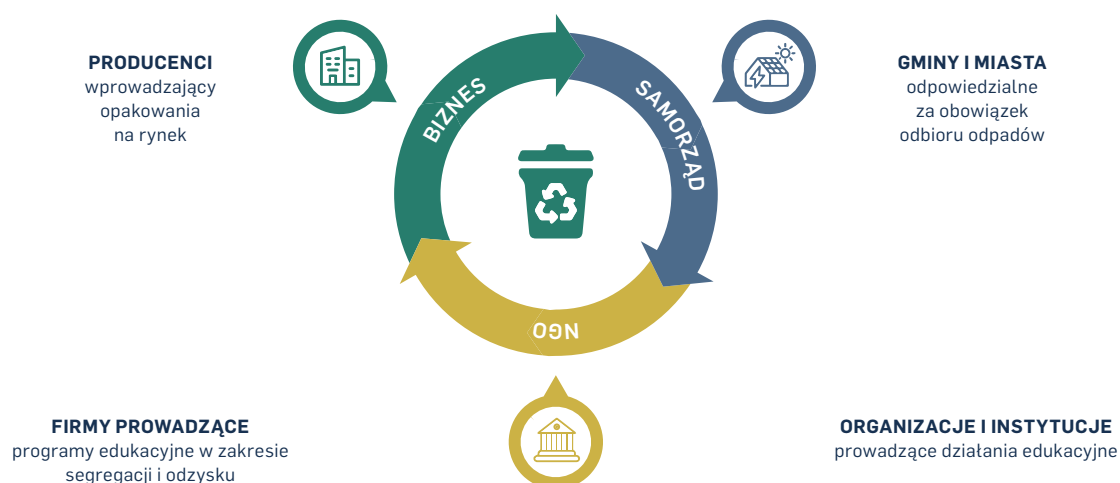 PRODUCENCI
wprowadzający
opakowania
na rynek
BIZNES
SAMORZĄD
GMINY I MIASTA
odpowiedzialne
za obowiązek
odbioru odpadów
NGO
FIRMY PROWADZĄCE
programy edukacyjne w zakresie
segregacji i odzysku
ORGANIZACJE I INSTYTUCJE
prowadzące działania edukacyjne